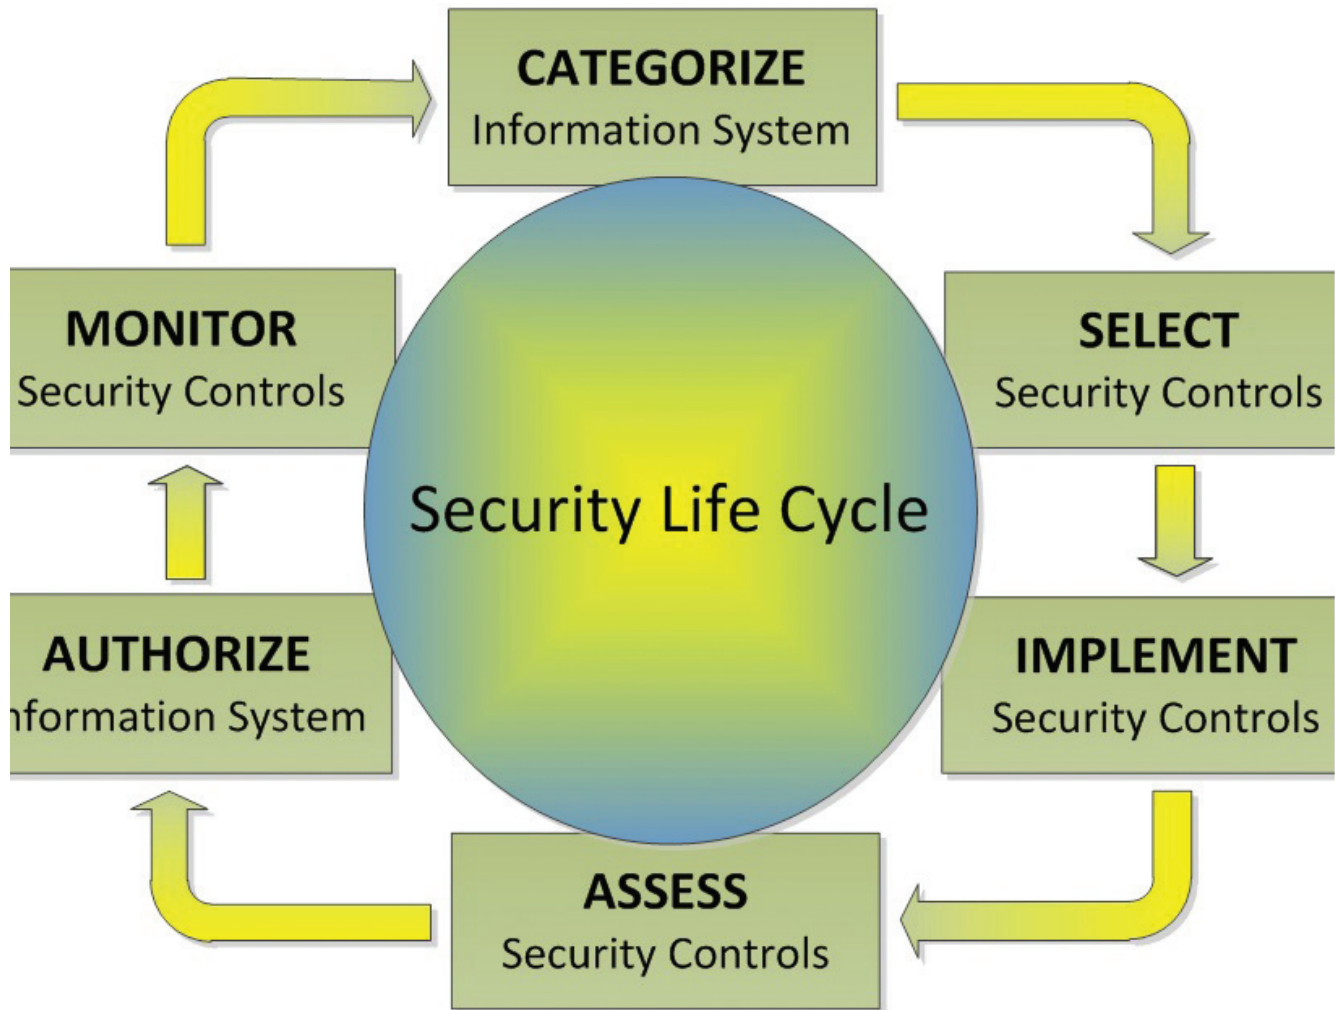 CATEGORIZE
Information System
SELECT
Security Controls
IMPLEMENT
Security Controls
ASSESS
Security Controls
AUTHORIZE
nformation System
MONITOR
Security Controls
Security Life Cycle